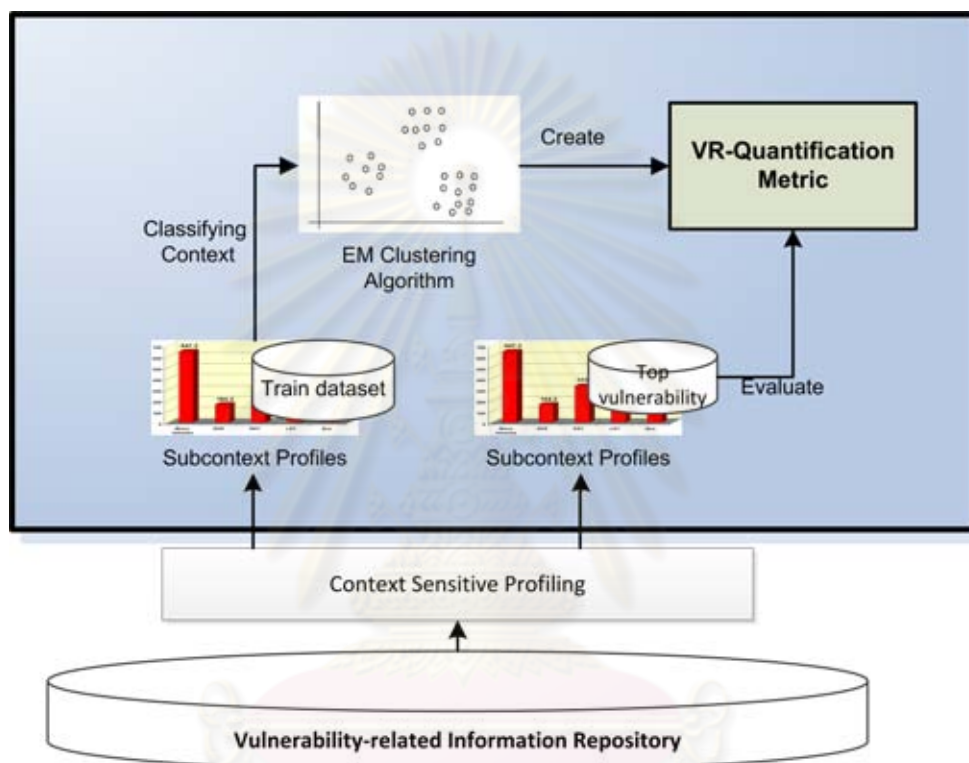 Create
VR-Quantification
Metric
Classifying
Context
EM Clustering
Algorithm
Train dataset
Top
vulnerability
Evaluate
Subcontext Profiles
Subcontext Profiles
Context Sensitive Profiling
Vulnerability-related Information Repository